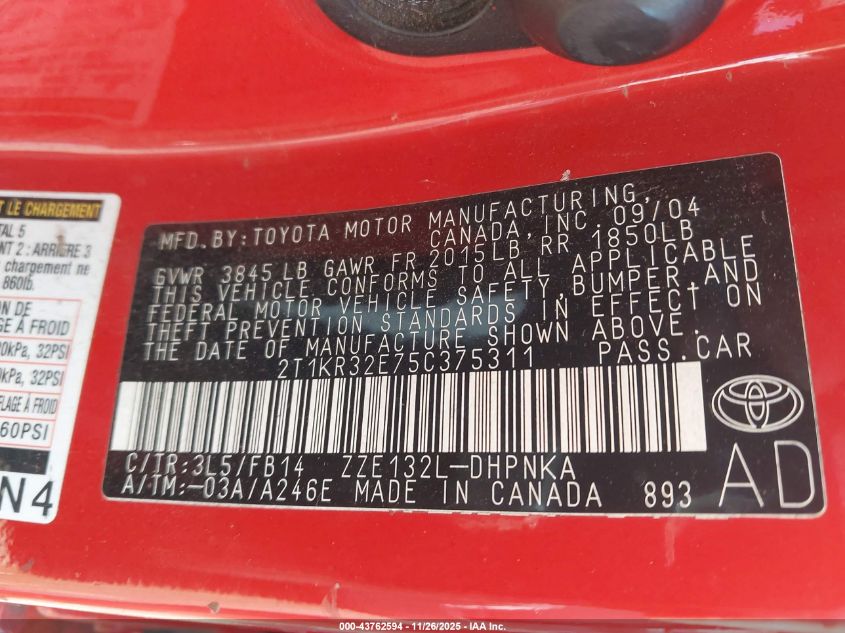 T LE CHARGEMENT
TAL 5
NT 2 : ARRIÈRE 3
chargement ne
860lb.
ION DE
AGE À FROID
0kPa, 32PSI
0kPa, 32PSI
FLAGE À FROID
60PSI
N4
MFD. BY: TOYOTA MOTOR MANUFACTURING,
CANADA, INC. 09/04
GVWR 3845 LB GAWR FR 2015LB RR 1850LB
THIS VEHICLE CONFORMS TO ALL APPLICABLE
FEDERAL MOTOR VEHICLE SAFETY, BUMPER, AND
THEFT PREVENTION STANDARDS IN EFFECT ON
THE DATE OF MANUFACTURE SHOWN ABOVE.
2T1KR32E75C375311 PASS. CAR
C/TR: 3L5/FB14 ZZE132L-DHPNKA
A/TM: -03A/A246E MADE IN CANADA 893
AD
000-43762594 - 11/26/2025 - IAA Inc.